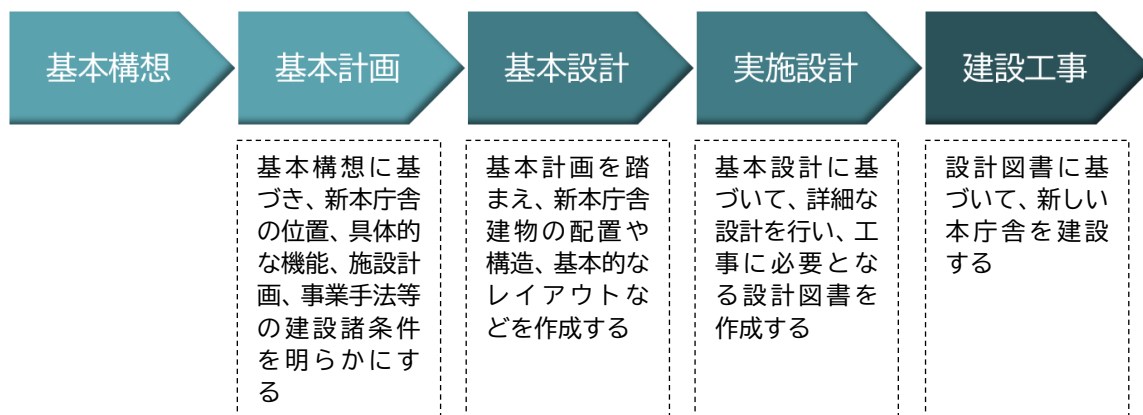 基本構想
基本計画
基本設計
実施設計
建設工事
基本構想に基
づき、新本庁舎
の位置、具体的
な機能、施設計
画、事業手法等
の建設諸条件
を明らかにす
る
基本計画を踏
まえ、新本庁舎
建物の配置や
構造、基本的な
レイアウトな
どを作成する
基本設計に基
づいて、詳細な
設計を行い、工
事に必要とな
る設計図書を
作成する
設計図書に基
づいて、新しい
本庁舎を建設
する